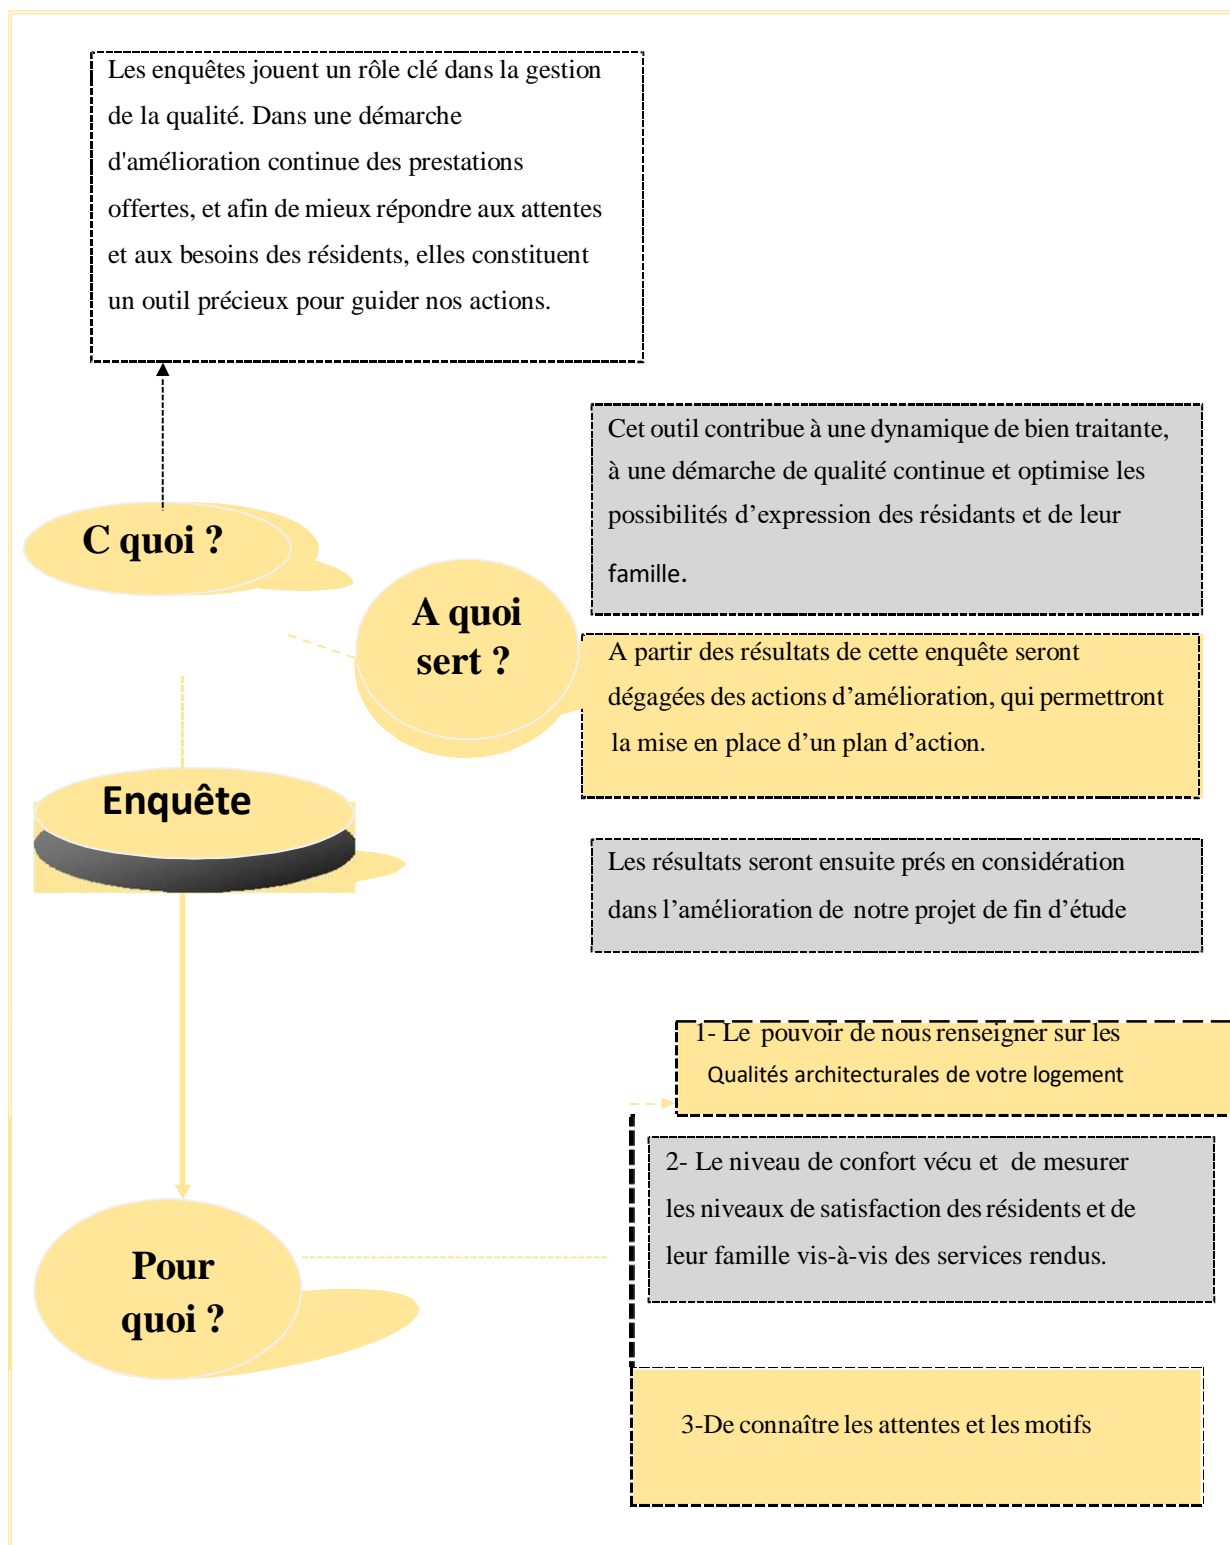 Les enquêtes jouent un rôle clé dans la gestion
de la qualité. Dans une démarche
d'amélioration continue des prestations
offertes, et afin de mieux répondre aux attentes
et aux besoins des résidents, elles constituent
un outil précieux pour guider nos actions.
C quoi ?
Cet outil contribue à une dynamique de bien traitante,
à une démarche de qualité continue et optimise les
possibilités d’expression des résidants et de leur
famille.
A quoi
sert ?
A partir des résultats de cette enquête seront
dégagées des actions d’amélioration, qui permettront
la mise en place d’un plan d’action.
Enquête
Les résultats seront ensuite prés en considération
dans l’amélioration de notre projet de fin d’étude
1- Le pouvoir de nous renseigner sur les
Qualités architecturales de votre logement
2- Le niveau de confort vécu et de mesurer
les niveaux de satisfaction des résidents et de
leur famille vis-à-vis des services rendus.
Pour
quoi ?
3-De connaître les attentes et les motifs